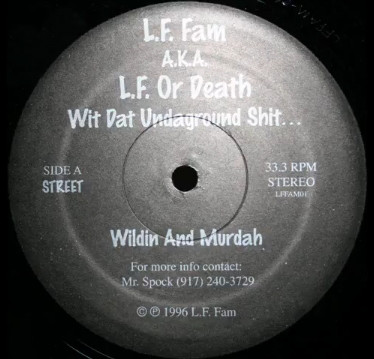 L.F. Fam
A.K.A.
L.F. Or Death
Wit Dat Undaground Shit...
SIDE A
STREET
33.3 RPM
STEREO
LFFAM01
Wildin And Murdah
For more info contact:
Mr. Spock (917) 240-3729
© ℗ 1996 L.F. Fam